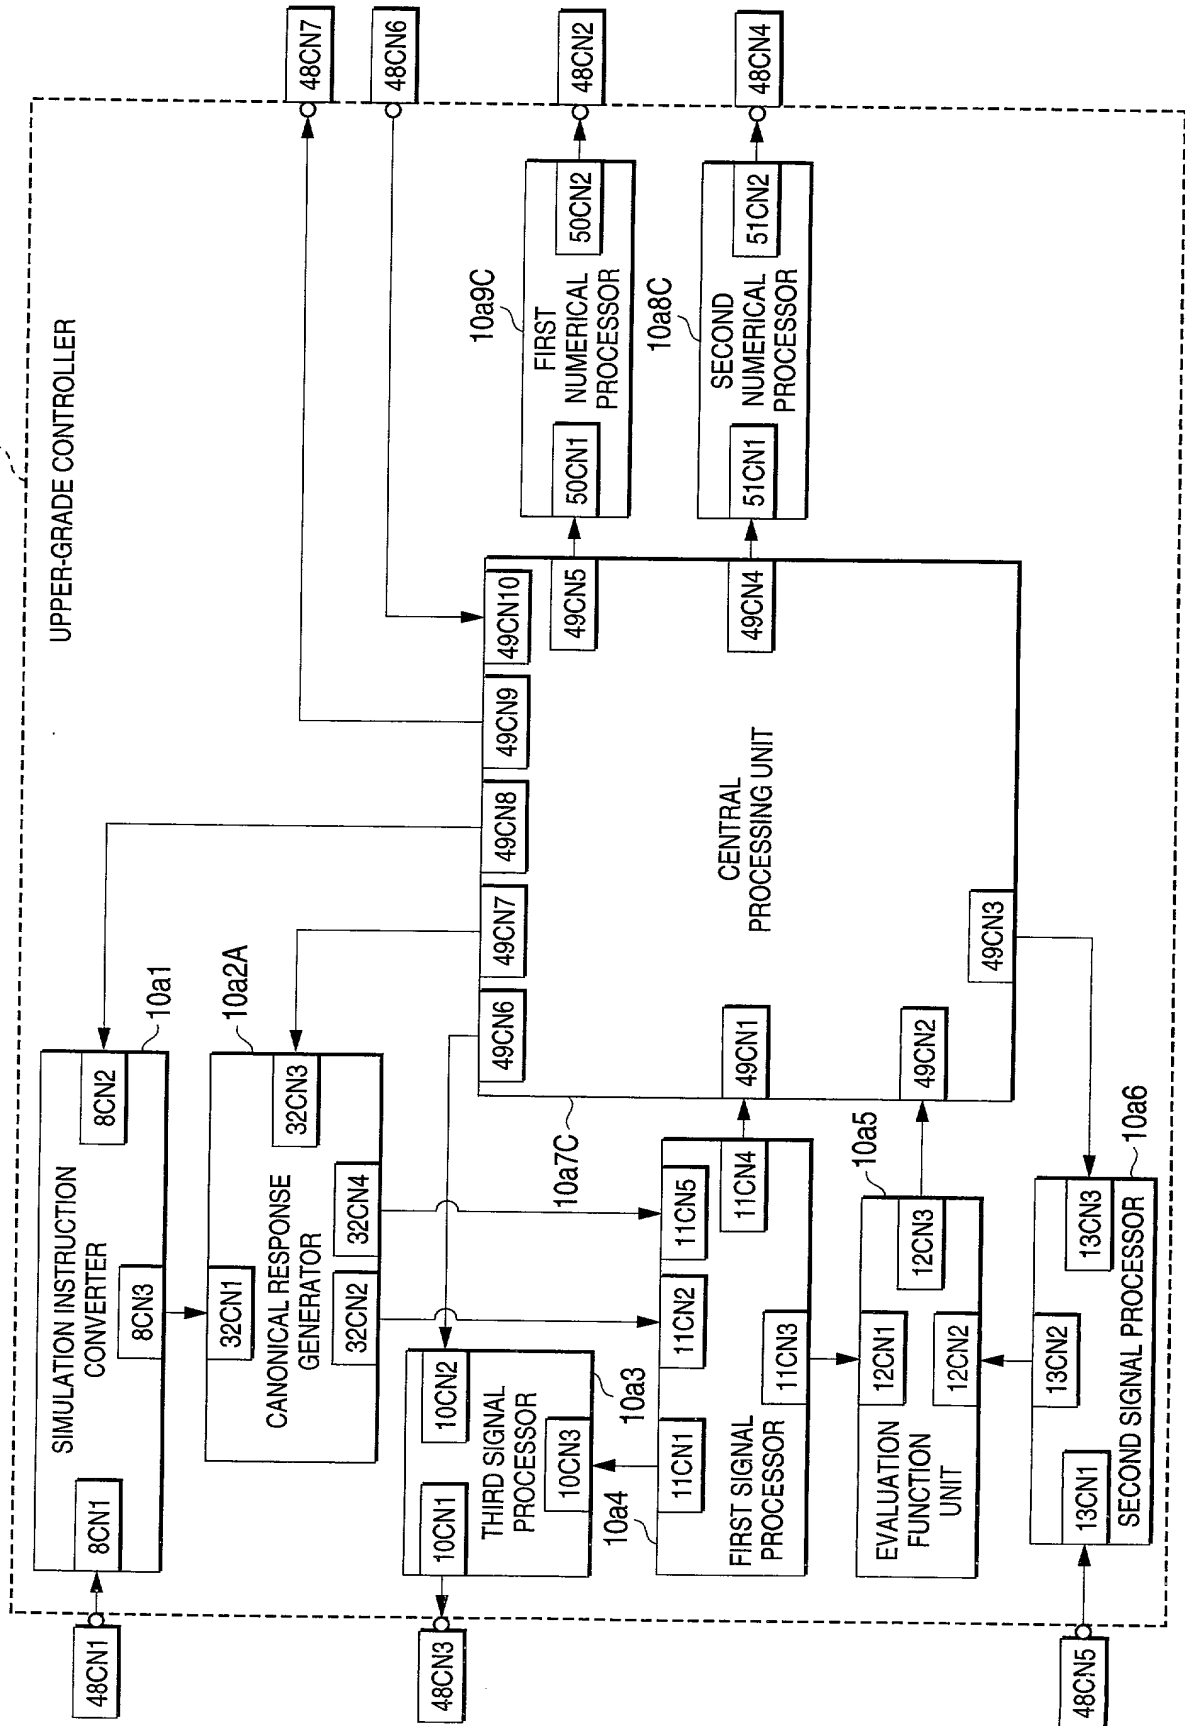 UPPER-GRADE CONTROLLER
48CN1
8CN1
SIMULATION INSTRUCTION
CONVERTER
8CN3
8CN2
10a1
32CN1
CANONICAL RESPONSE
GENERATOR
32CN2
32CN4
32CN3
10a2A
48CN3
10CN1
THIRD SIGNAL
PROCESSOR
10CN2
10CN3
10a3
10a4
11CN1
11CN2
11CN5
FIRST SIGNAL
PROCESSOR
11CN3
11CN4
EVALUATION
FUNCTION
UNIT
12CN1
12CN2
12CN3
10a5
48CN5
13CN1
13CN2
13CN3
SECOND SIGNAL PROCESSOR
10a6
10a7C
49CN6
49CN7
49CN8
49CN9
49CN10
49CN1
49CN2
49CN3
CENTRAL
PROCESSING UNIT
49CN5
49CN4
50CN1
FIRST
NUMERICAL
PROCESSOR
50CN2
10a9C
51CN1
SECOND
NUMERICAL
PROCESSOR
51CN2
10a8C
48CN7
48CN6
48CN2
48CN4